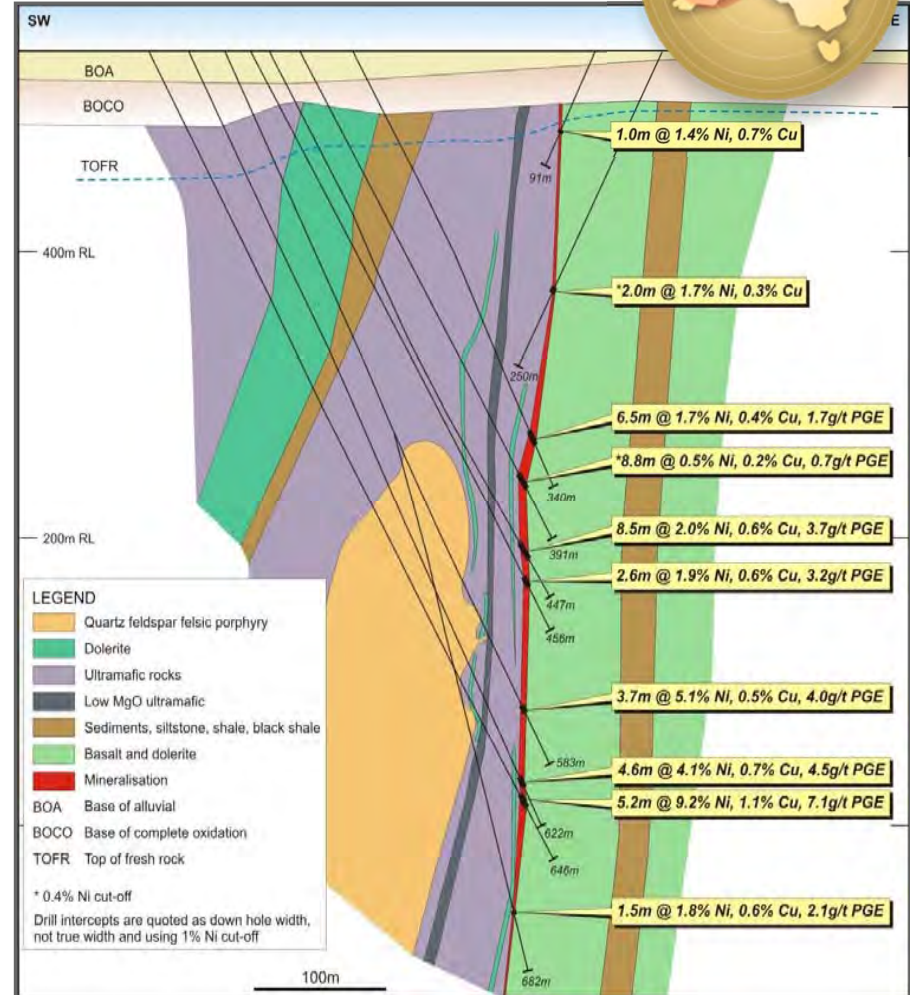 SW
E
BOA
BOCO
TOFR
1.0m @ 1.4% Ni, 0.7% Cu
91m
400m RL
*2.0m @ 1.7% Ni, 0.3% Cu
250m
6.5m @ 1.7% Ni, 0.4% Cu, 1.7g/t PGE
*8.8m @ 0.5% Ni, 0.2% Cu, 0.7g/t PGE
340m
200m RL
8.5m @ 2.0% Ni, 0.6% Cu, 3.7g/t PGE
391m
2.6m @ 1.9% Ni, 0.6% Cu, 3.2g/t PGE
447m
456m
3.7m @ 5.1% Ni, 0.5% Cu, 4.0g/t PGE
583m
4.6m @ 4.1% Ni, 0.7% Cu, 4.5g/t PGE
5.2m @ 9.2% Ni, 1.1% Cu, 7.1g/t PGE
622m
646m
1.5m @ 1.8% Ni, 0.6% Cu, 2.1g/t PGE
682m
LEGEND
Quartz feldspar felsic porphyry
Dolerite
Ultramafic rocks
Low MgO ultramafic
Sediments, siltstone, shale, black shale
Basalt and dolerite
Mineralisation
BOA Base of alluvial
BOCO Base of complete oxidation
TOFR Top of fresh rock
* 0.4% Ni cut-off
Drill intercepts are quoted as down hole width,
not true width and using 1% Ni cut-off
100m